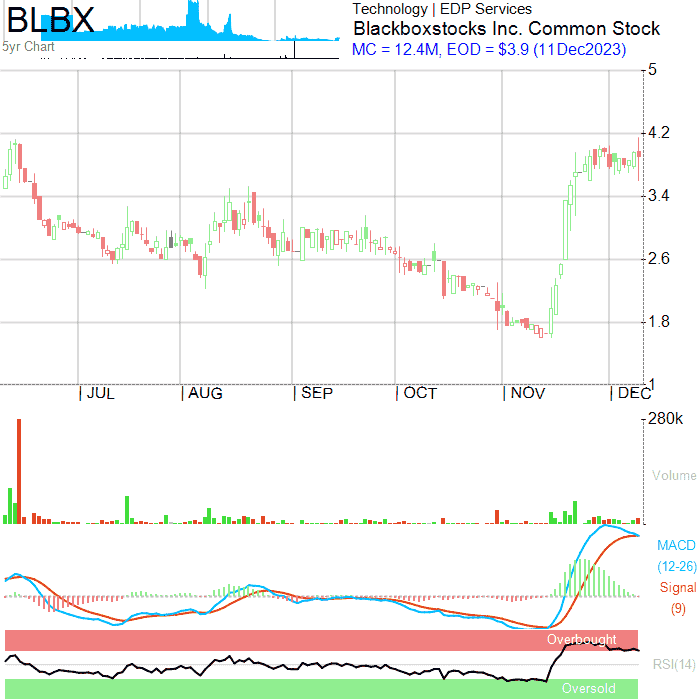 BLBX
5yr Chart
Technology | EDP Services
Blackboxstocks Inc. Common Stock
MC = 12.4M, EOD = $3.9 (11Dec2023)
5
4.2
3.4
2.6
1.8
1
JUL AUG SEP OCT NOV DEC
280k
Volume
MACD
(12-26)
Signal
(9)
Overbought
RSI(14)
Oversold